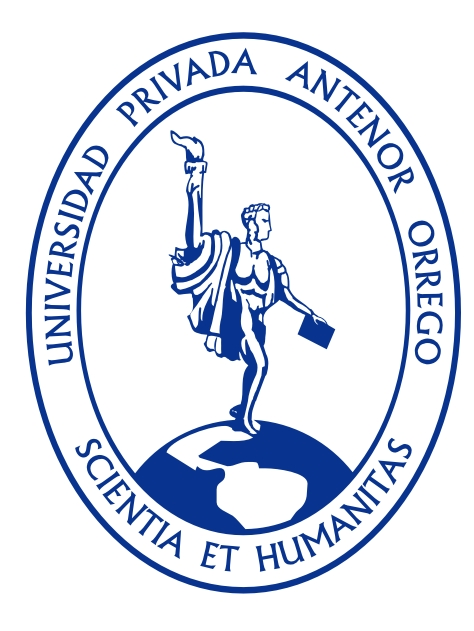 UNIVERSIDAD PRIVADA ANTENOR ORREGO
SCIENTIA ET HUMANITAS